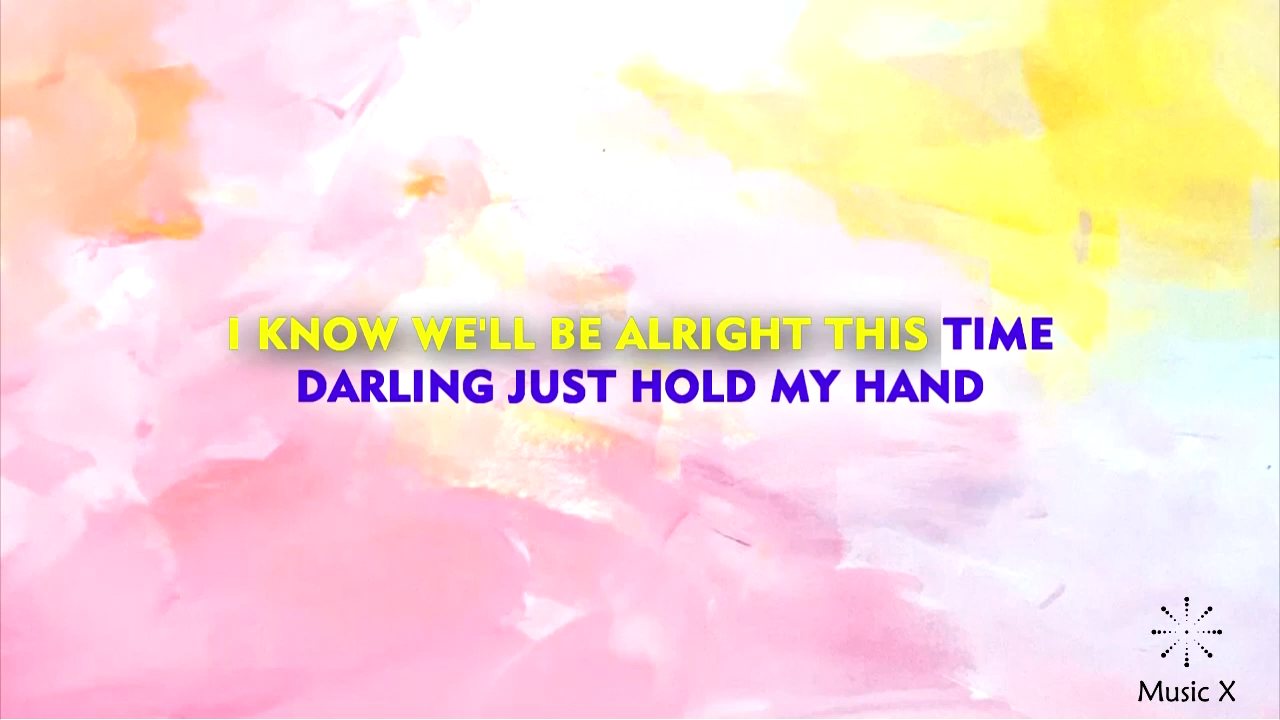 I KNOW WE'LL BE ALRIGHT THIS TIME
DARLING JUST HOLD MY HAND
Music X